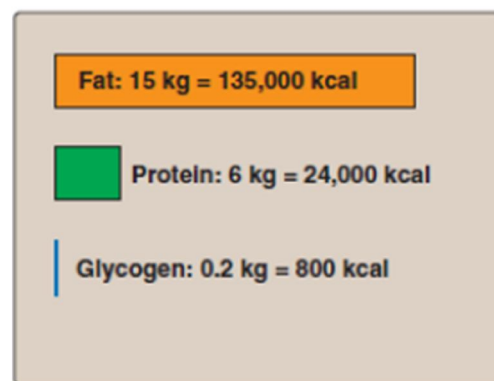 Fat: 15 kg = 135,000 kcal
Protein: 6 kg = 24,000 kcal
Glycogen: 0.2 kg = 800 kcal